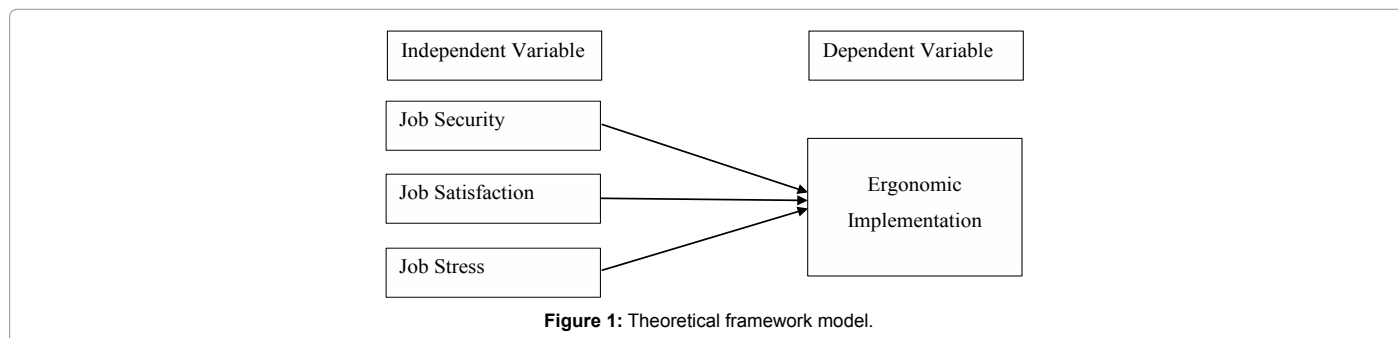 Independent Variable
Dependent Variable
Job Security
Job Satisfaction
Job Stress
Ergonomic
Implementation
Figure 1: Theoretical framework model.